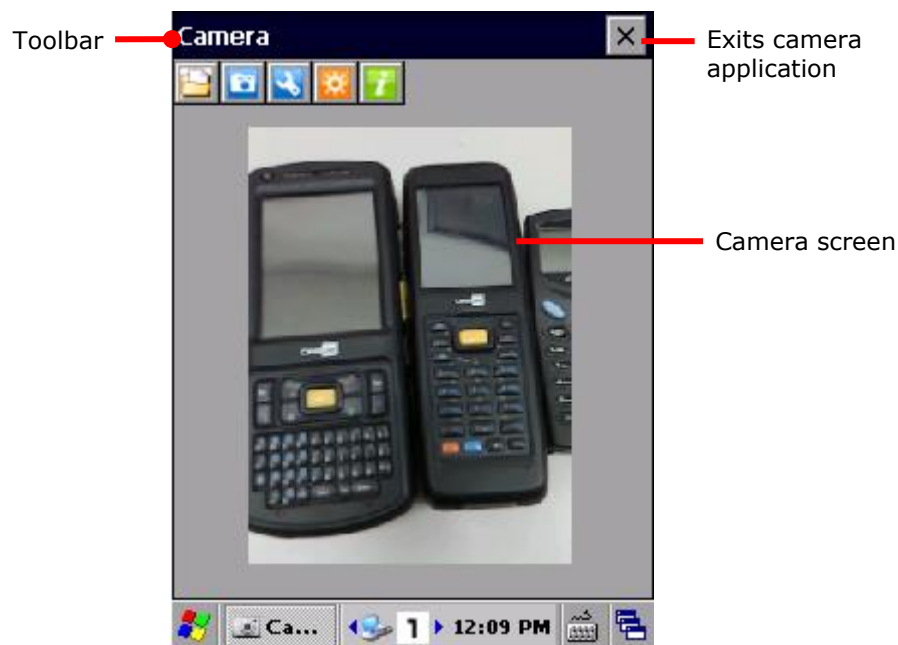 Toolbar
Camera
Exits camera
application
Camera screen
Ca...
1
12:09 PM